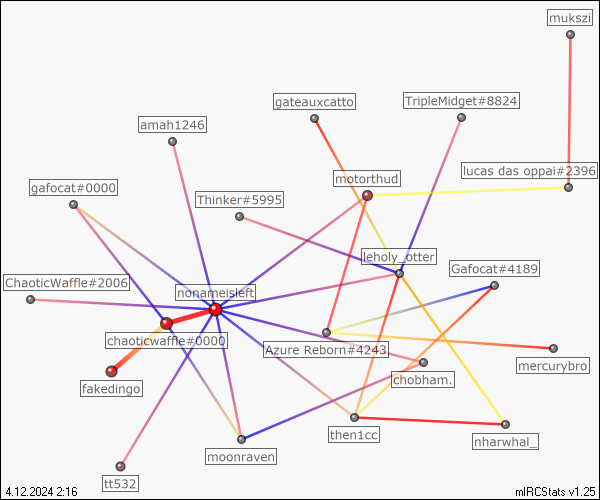 mukszi
gateauxcatto
TripleMidget#8824
amah1246
lucas das oppai#2396
motorthud
gafocat#0000
Thinker#5995
leholy_otter
Gafocat#4189
ChaoticWaffle#2006
nonameisleft
chaoticwaffle#0000
Azure Reborn#4243
mercurybro
chobham.
fakedingo
then1cc
nharwhal_
moonraven
tt532
4.12.2024 2:16
mIRCStats v1.25